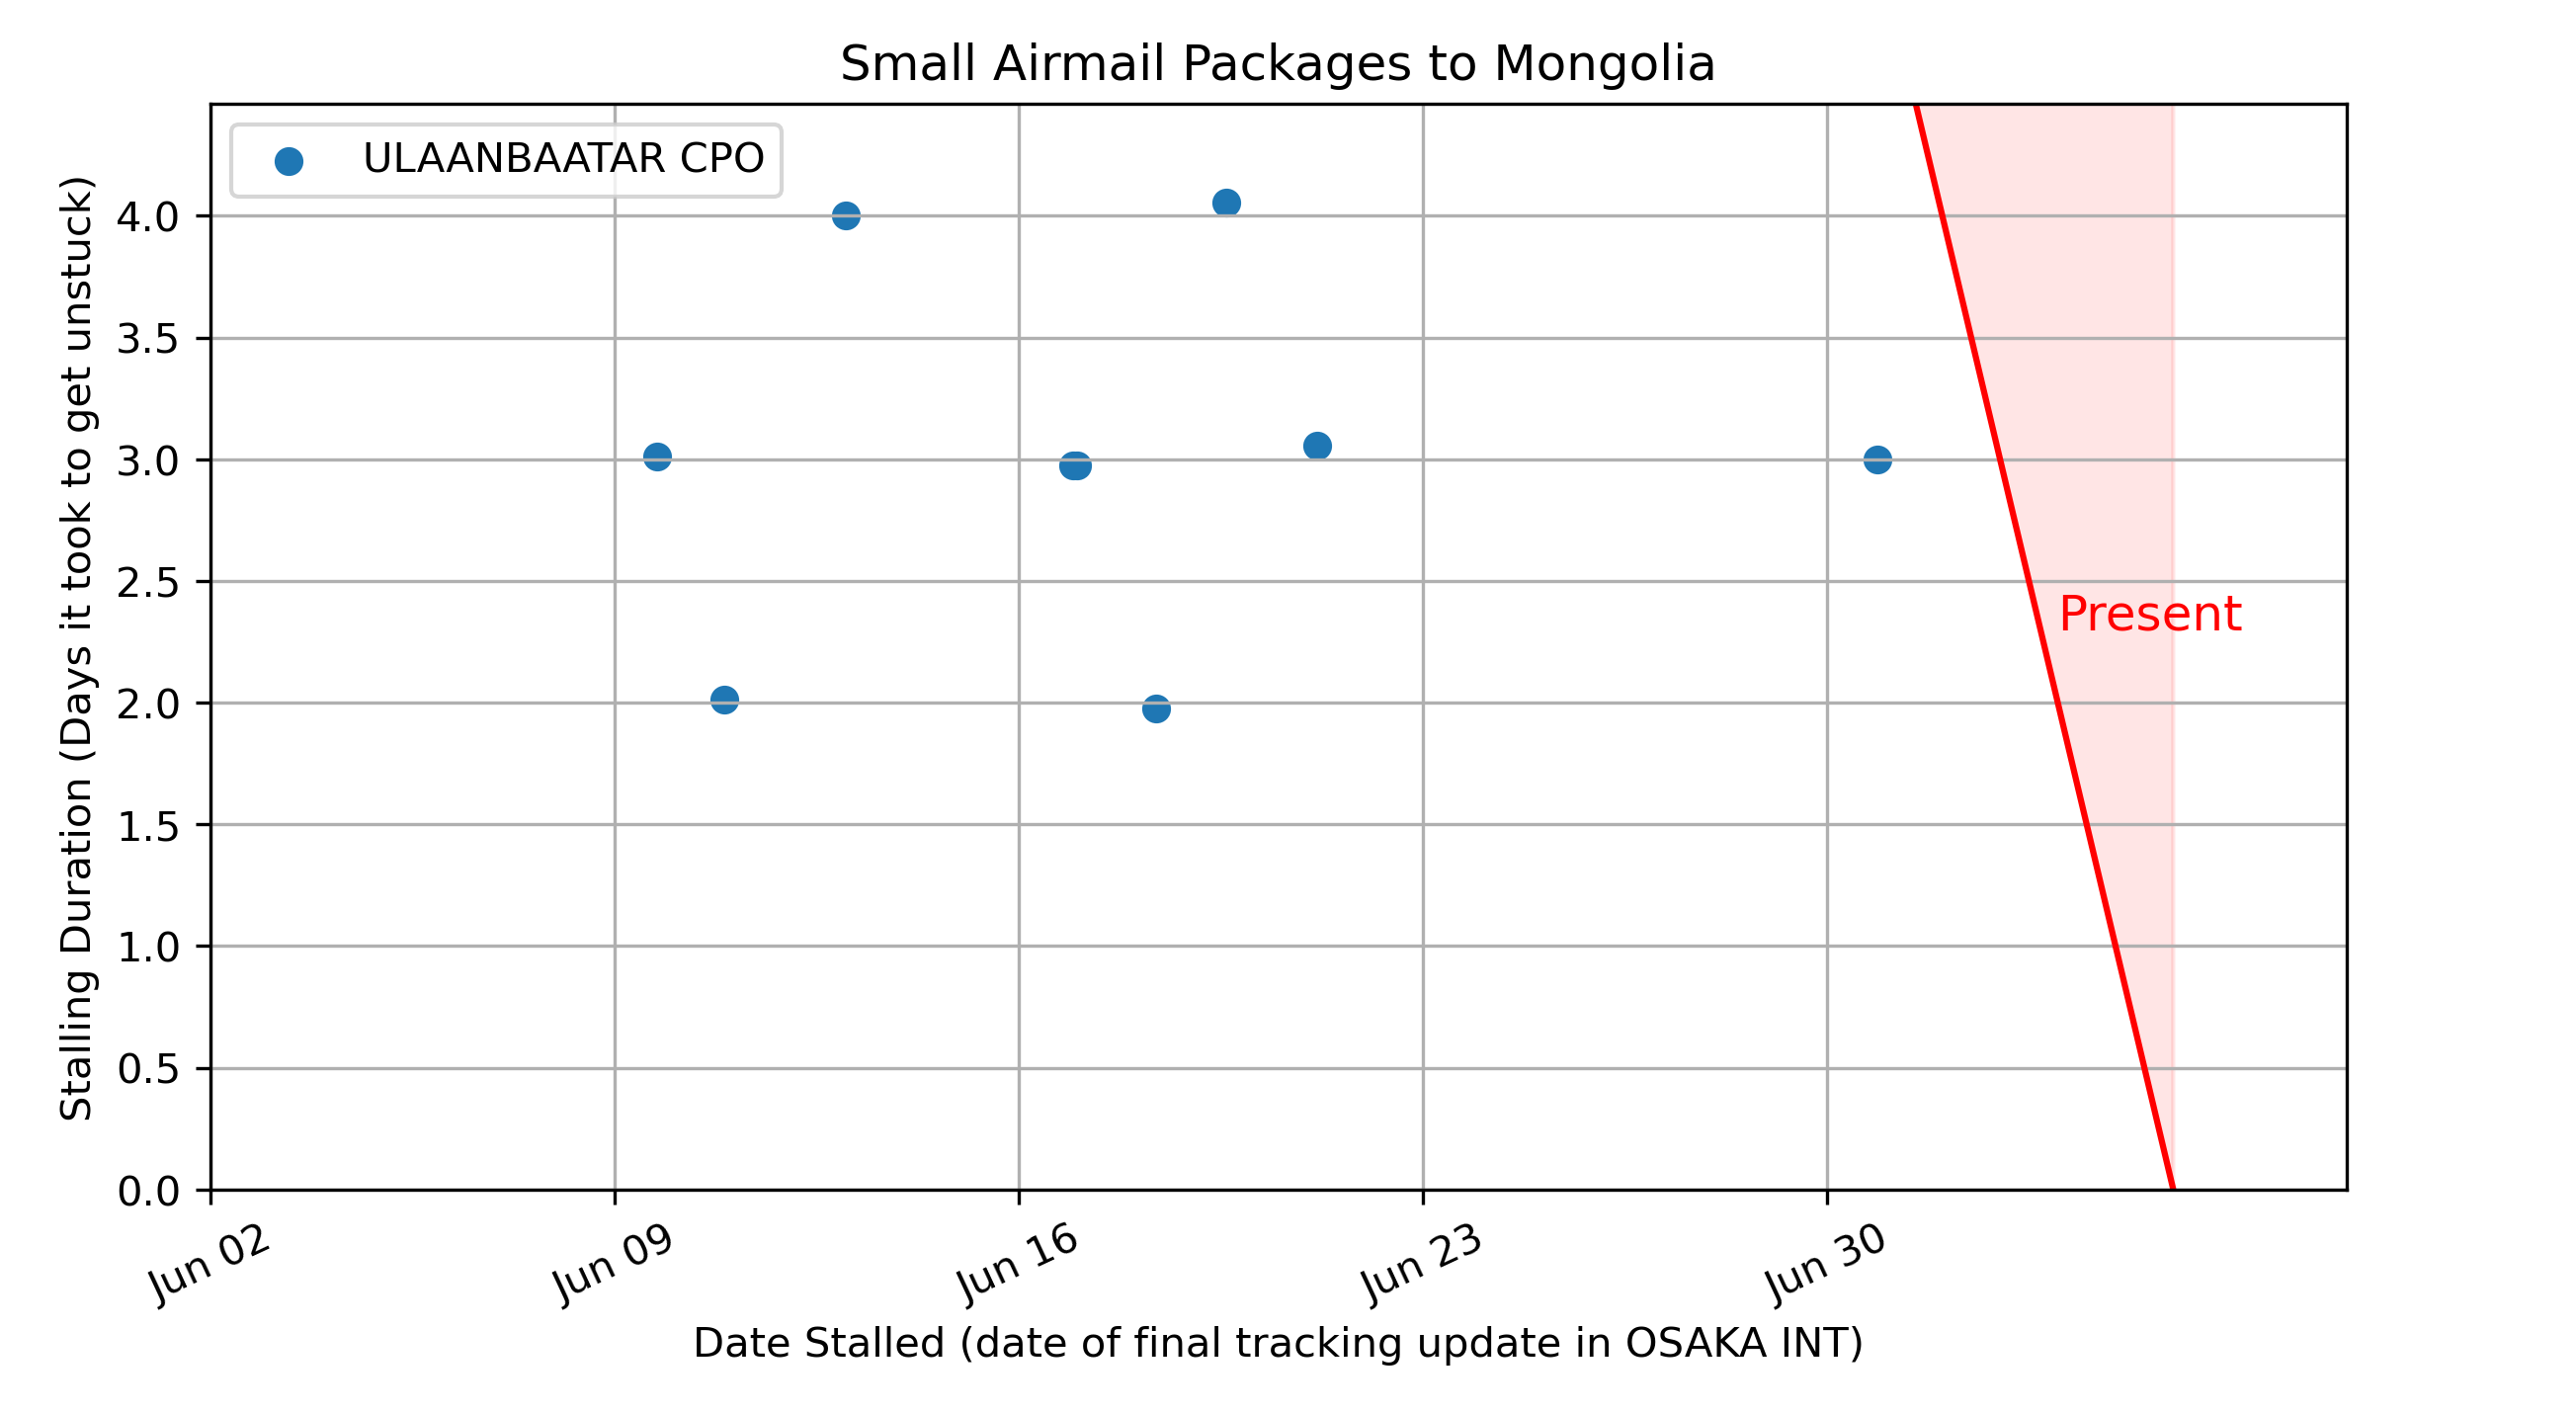 Small Airmail Packages to Mongolia
ULAANBAATAR CPO
Stalling Duration (Days it took to get unstuck)
4.0
3.5
3.0
2.5
2.0
1.5
1.0
0.5
0.0
Present
Jun 02
Jun 09
Jun 16
Jun 23
Jun 30
Date Stalled (date of final tracking update in OSAKA INT)